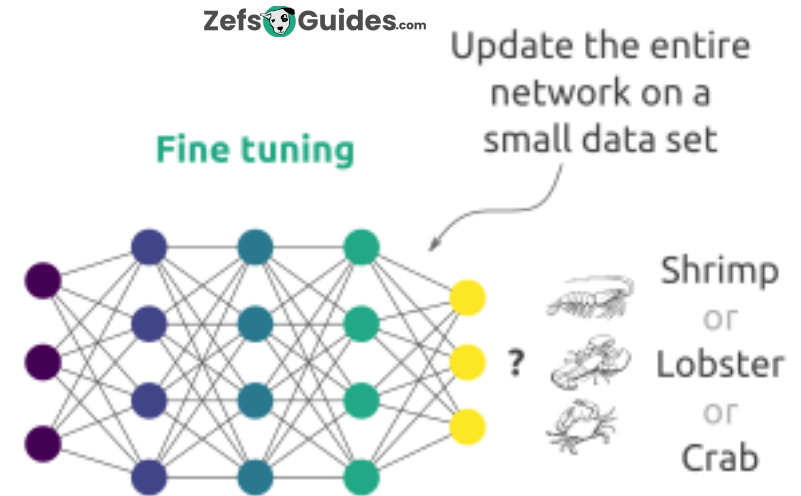 ZefsGuides.com
Update the entire
network on a
small data set
Fine tuning
Shrimp
or
?
Lobster
or
Crab